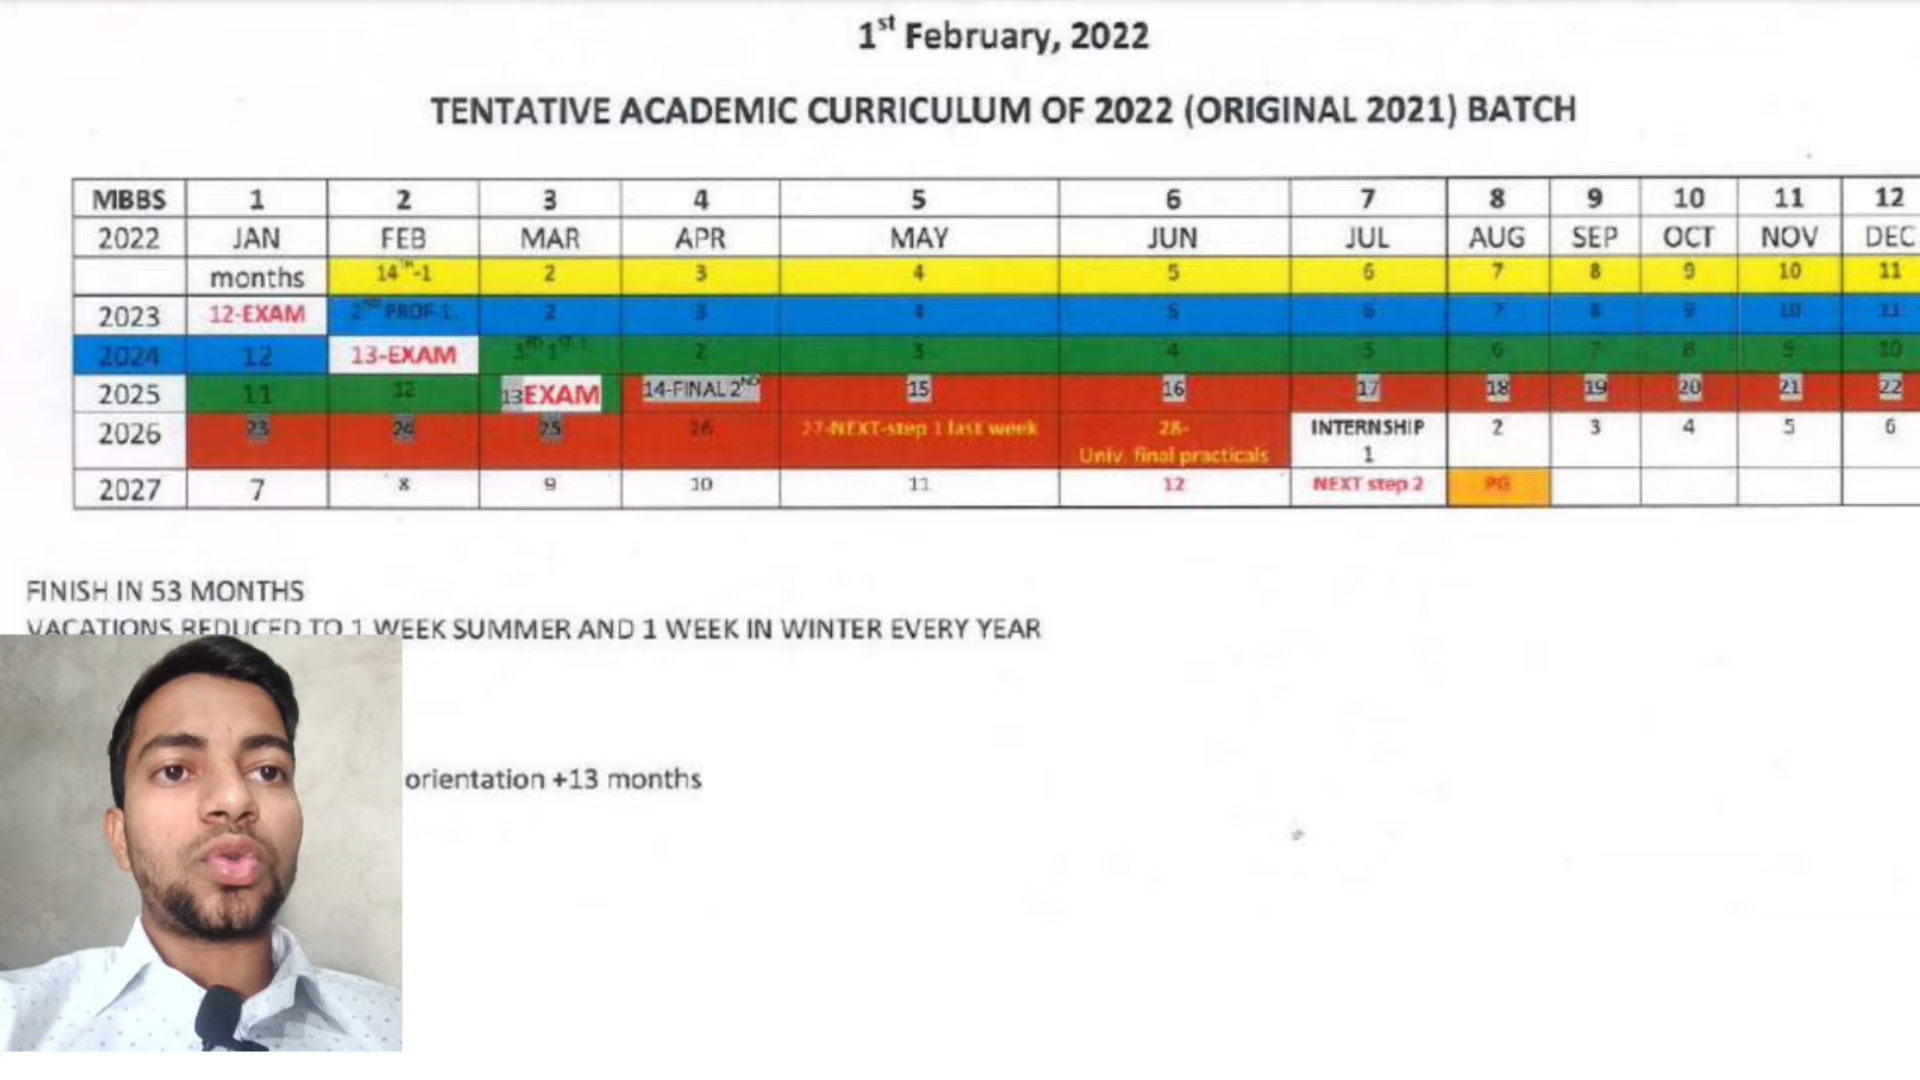 1st February, 2022
TENTATIVE ACADEMIC CURRICULUM OF 2022 (ORIGINAL 2021) BATCH
MBBS 1 2 3 4 5 6 7 8 9 10 11 12
2022 JAN FEB MAR APR MAY JUN JUL AUG SEP OCT NOV DEC
months 14TH-1 2 3 4 5 6 7 8 9 10 11
2023 12-EXAM 2ND PROF-1 2 3 4 5 6 7 8 9 10 11
2024 12 13-EXAM 3RD 1ST-1 2 3 4 5 6 7 8 9 10
2025 11 12 13EXAM 14-FINAL 2ND 15 16 17 18 19 20 21 22
2026 23 24 25 26 27-NEXT-step 1 last week 28- Univ. final practicals INTERNSHIP 1 2 3 4 5 6
2027 7 8 9 10 11 12 NEXT step 2 PG
FINISH IN 53 MONTHS
VACATIONS REDUCED TO 1 WEEK SUMMER AND 1 WEEK IN WINTER EVERY YEAR
orientation +13 months